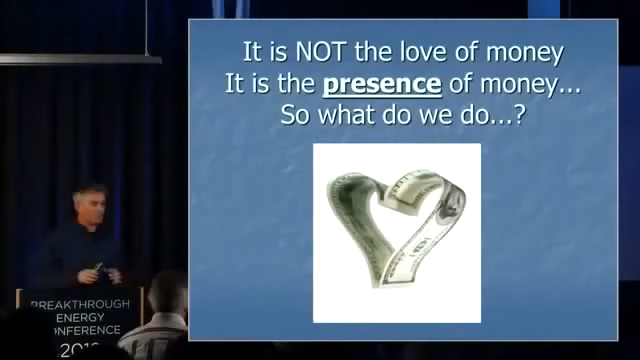 It is NOT the love of money
It is the presence of money...
So what do we do...?
BREAKTHROUGH
ENERGY
CONFERENCE